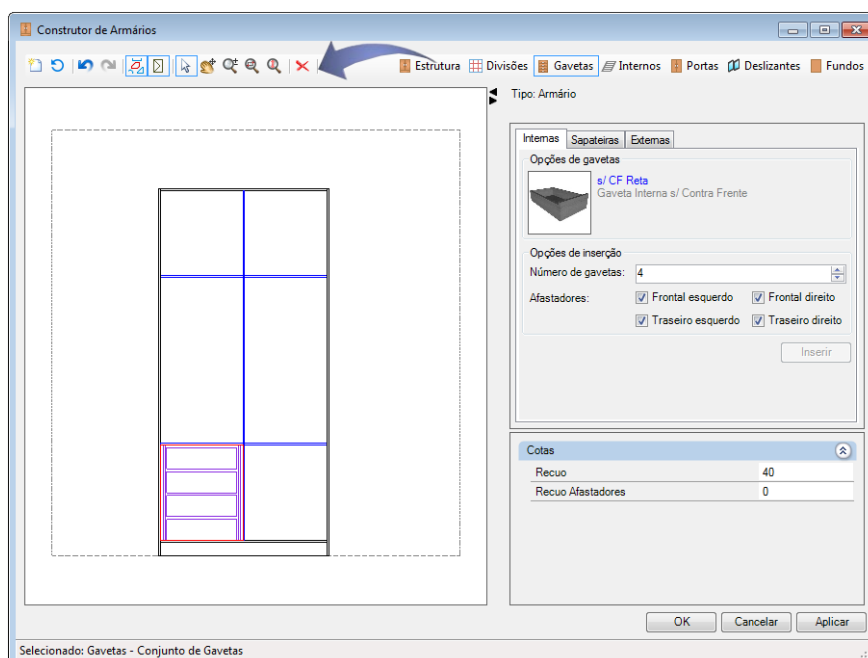 Construtor de Armários
Estrutura Divisões Gavetas Internos Portas Deslizantes Fundos
Tipo: Armário
Internas Sapateiras Externas
Opções de gavetas
s/ CF Reta
Gaveta Interna s/ Contra Frente
Opções de inserção
Número de gavetas: 4
Afastadores: Frontal esquerdo Frontal direito
Traseiro esquerdo Traseiro direito
Inserir
Cotas
Recuo 40
Recuo Afastadores 0
OK Cancelar Aplicar
Selecionado: Gavetas - Conjunto de Gavetas